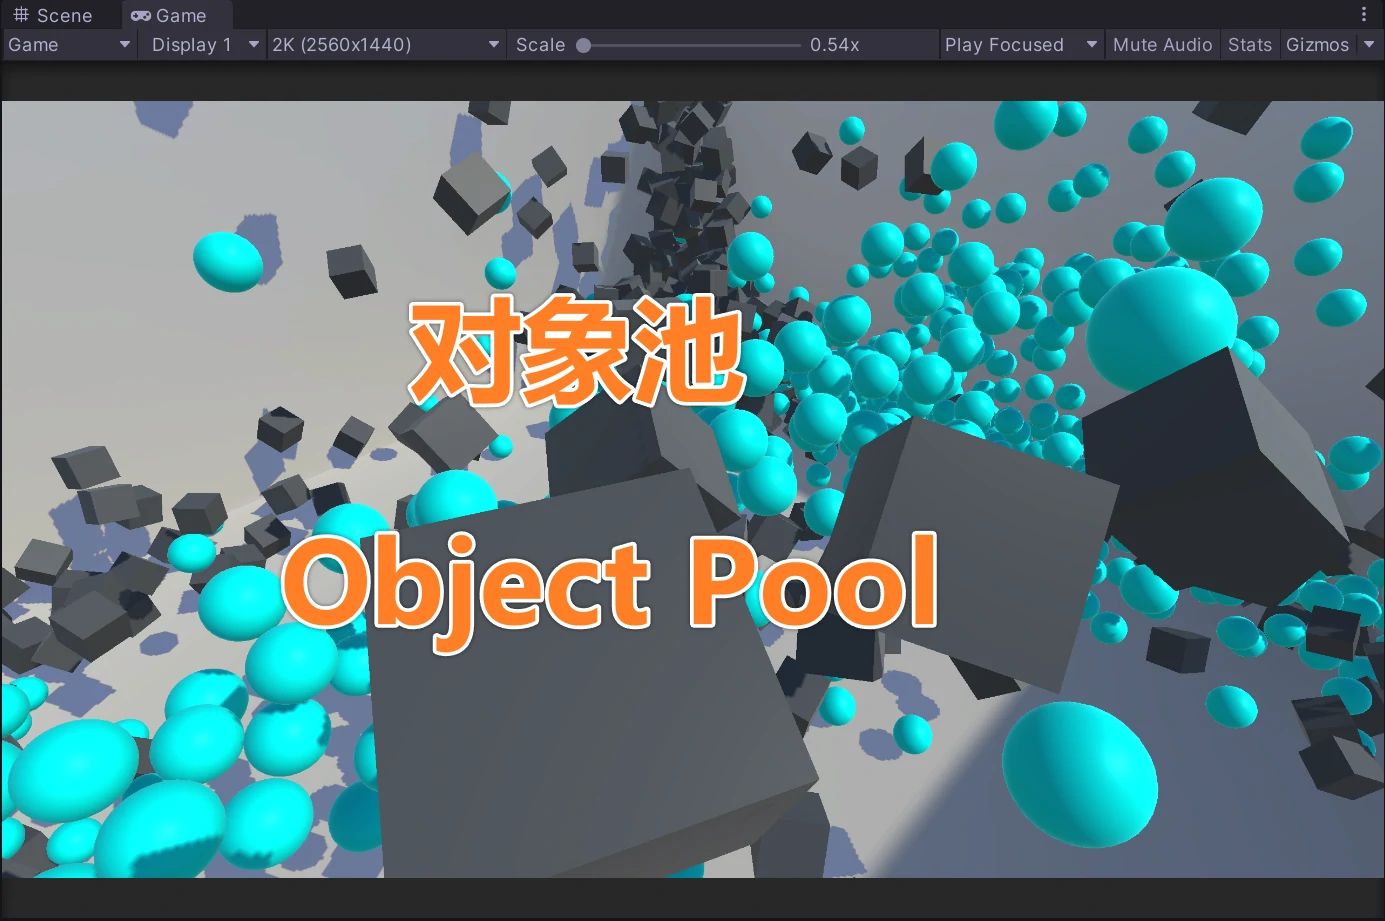 Scene Game
Game Display 1 2K (2560x1440) Scale 0.54x Play Focused Mute Audio Stats Gizmos
对象池
Object Pool